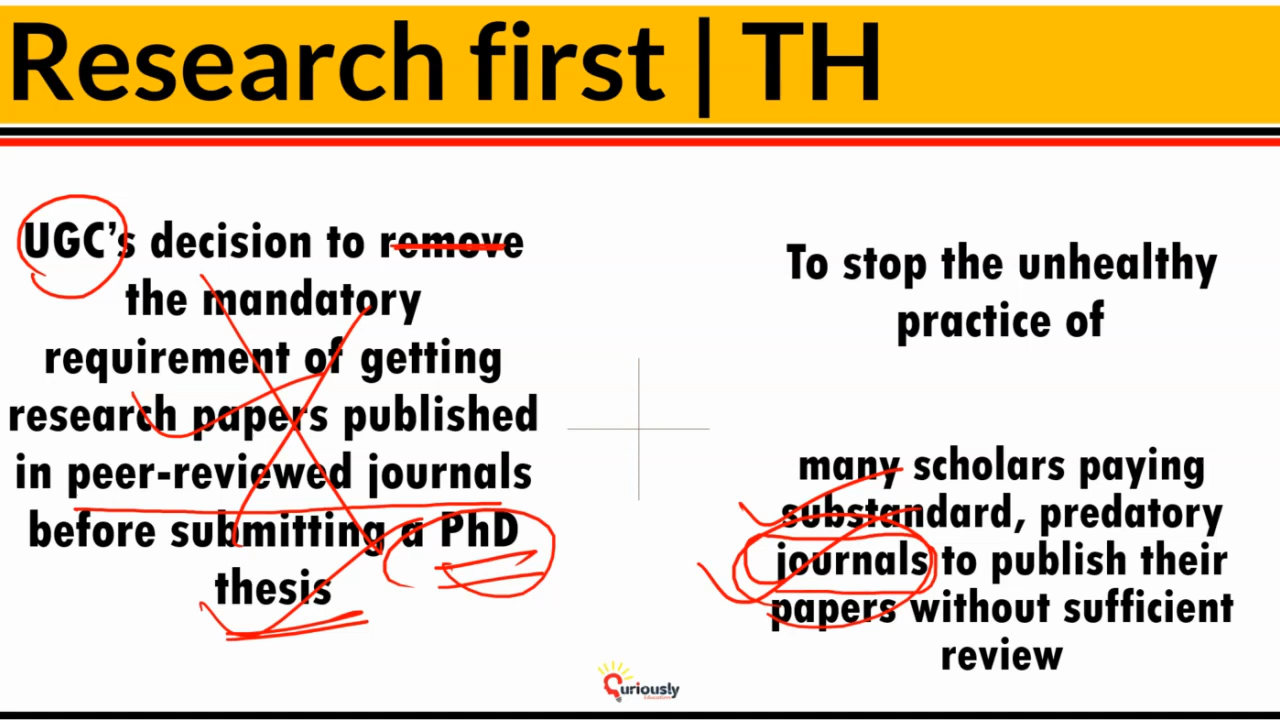 Research first | TH
UGC's decision to remove
the mandatory
requirement of getting
research papers published
in peer-reviewed journals
before submitting a PhD
thesis
To stop the unhealthy
practice of
many scholars paying
substandard, predatory
journals to publish their
papers without sufficient
review
Curiously
Education